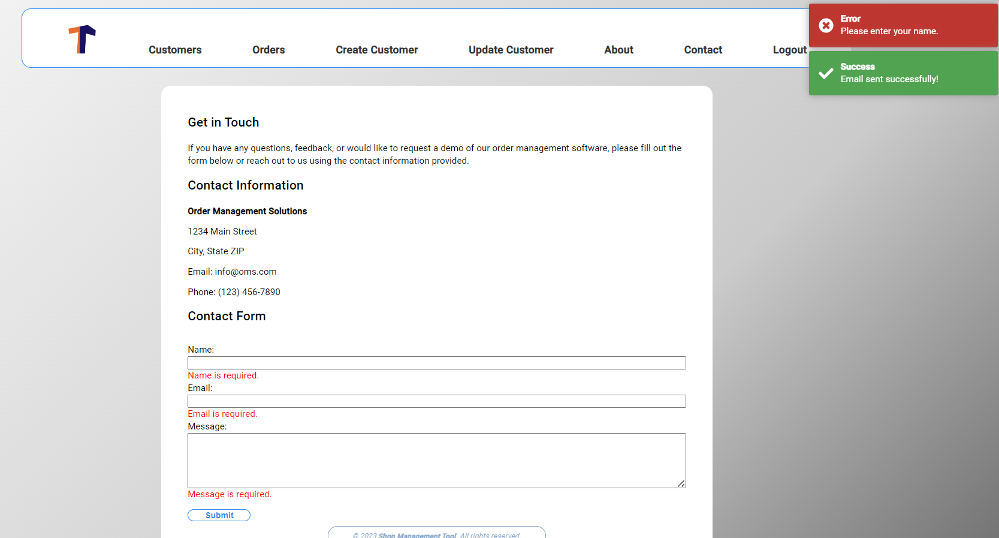 Customers
Orders
Create Customer
Update Customer
About
Contact
Logout
Error
Please enter your name.
Success
Email sent successfully!
Get in Touch
If you have any questions, feedback, or would like to request a demo of our order management software, please fill out the
form below or reach out to us using the contact information provided.
Contact Information
Order Management Solutions
1234 Main Street
City, State ZIP
Email: info@oms.com
Phone: (123) 456-7890
Contact Form
Name:
Name is required.
Email:
Email is required.
Message:
Message is required.
Submit
© 2023 Shop Management Tool. All rights reserved